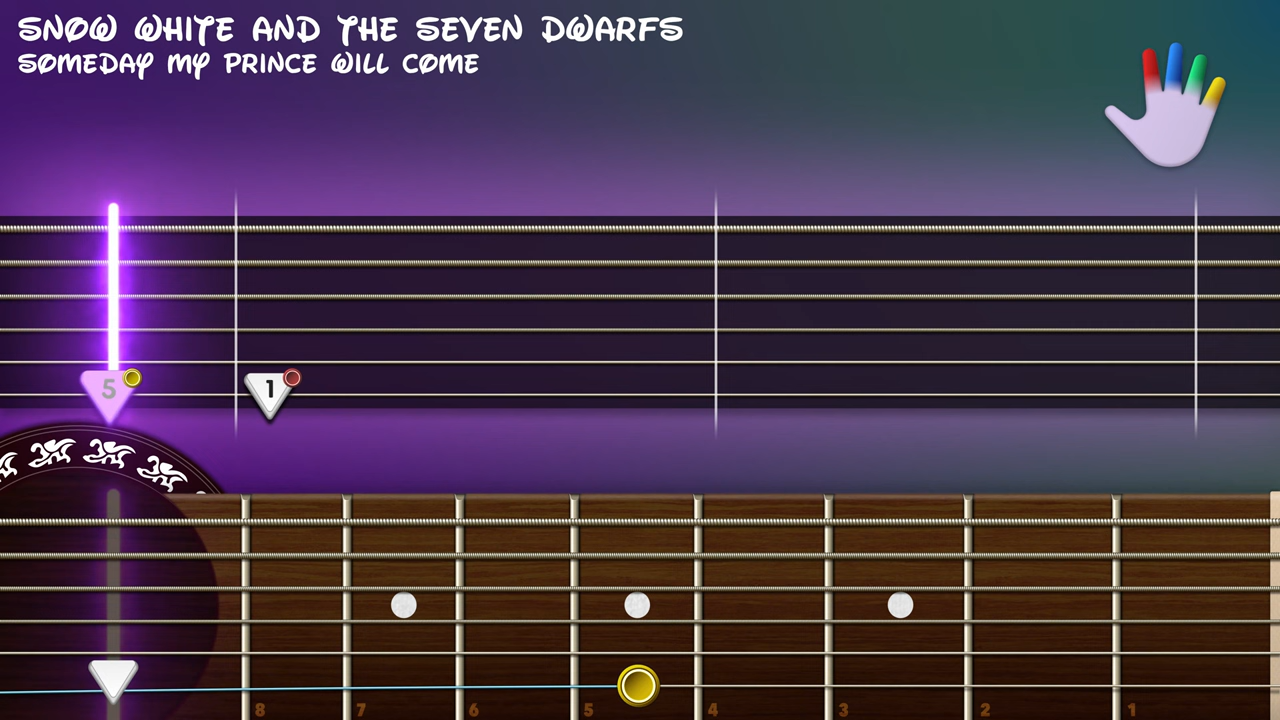 SNOW WHITE AND THE SEVEN DWARFS
SOMEDAY MY PRINCE WILL COME
5 1
8 7 6 5 4 3 2 1